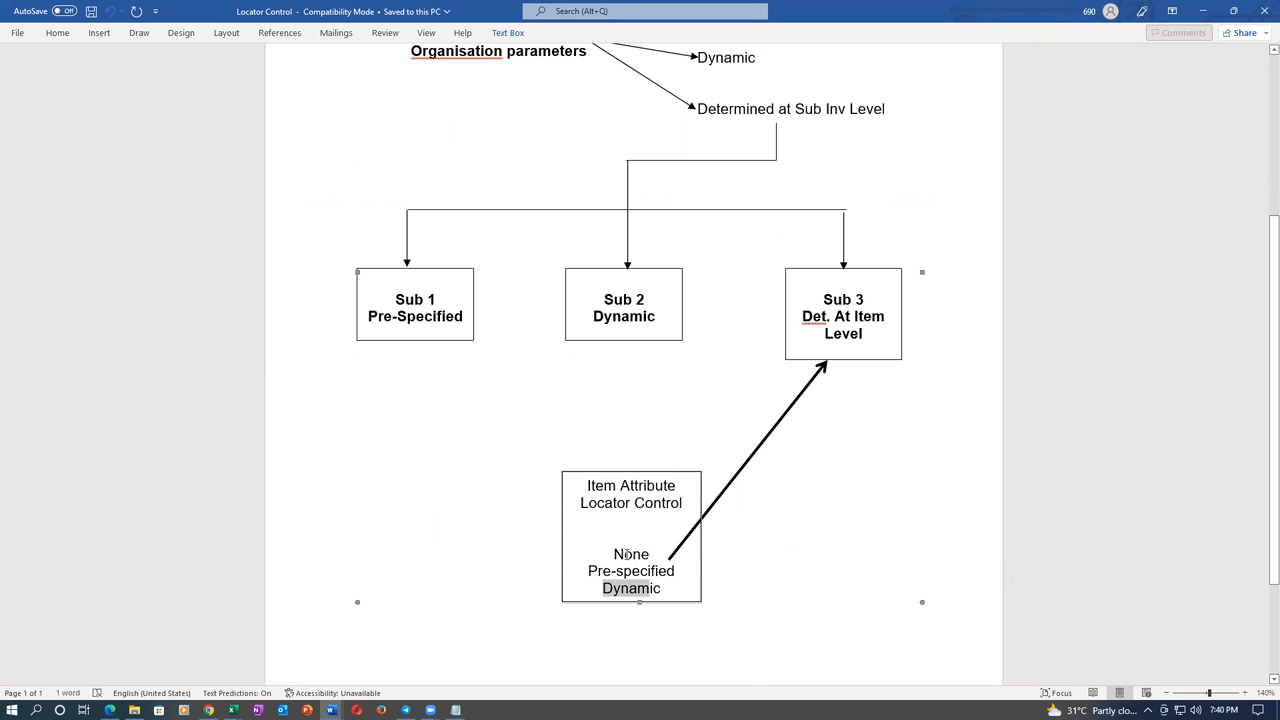 AutoSave
Off
Locator Control - Compatibility Mode • Saved to this PC
Search (Alt+Q)
690
File
Home
Insert
Draw
Design
Layout
References
Mailings
Review
View
Help
Text Box
Comments
Share
Organisation parameters
Dynamic
Determined at Sub Inv Level
Sub 1
Pre-Specified
Sub 2
Dynamic
Sub 3
Det. At Item
Level
Item Attribute
Locator Control
None
Pre-specified
Dynamic
Page 1 of 1
1 word
English (United States)
Text Predictions: On
Accessibility: Unavailable
Focus
140%
31°C Partly clo...
ENG
7:40 PM